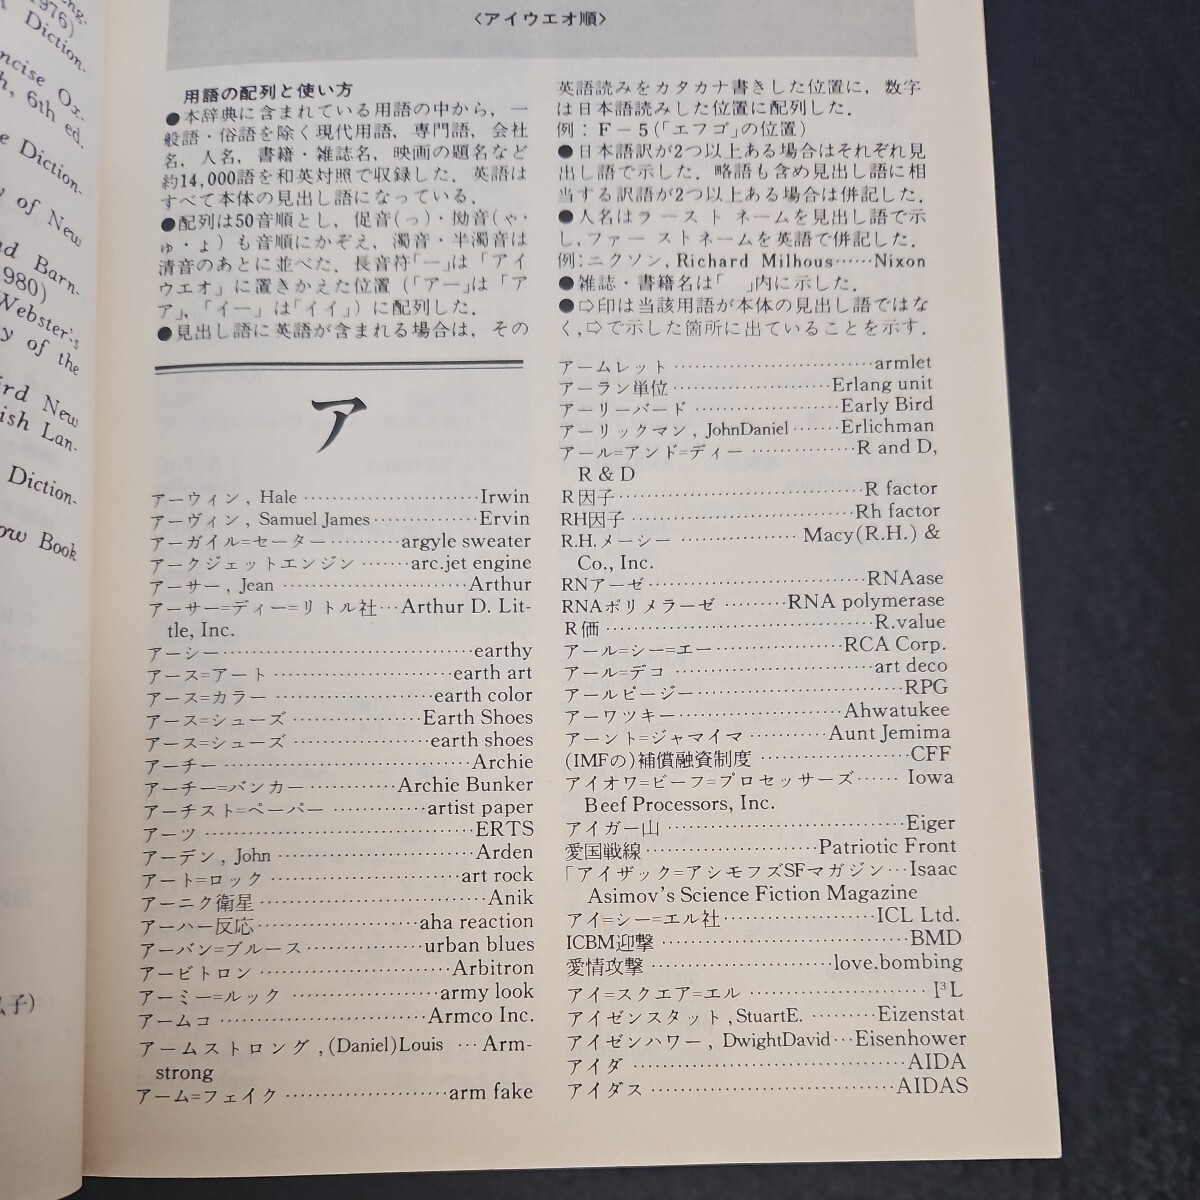 1976)
Diction-
ncise Ox-
h, 6th ed.
e Diction-
y of New
nd Barn-
1980)
Webster's
y of the
ird New
ish Lan-
Diction-
ow Book
子)
〈アイウエオ順〉
用語の配列と使い方
●本辞典に含まれている用語の中から，一
般語・俗語を除く現代用語，専門語，会社
名，人名，書籍・雑誌名，映画の題名など
約14,000語を和英対照で収録した．英語は
すべて本体の見出し語になっている．
●配列は50音順とし，促音(っ)・拗音(ゃ・
ゅ・ょ）も音順にかぞえ，濁音・半濁音は
清音のあとに並べた．長音符「ー」は「アイ
ウエオ」に置きかえた位置（「アー」は「ア
ア」，「イー」は「イイ」）に配列した．
●見出し語に英語が含まれる場合は，その
ア
アーウィン , Hale ……………………Irwin
アーヴィン , Samuel James……………Ervin
アーガイル=セーター ………argyle sweater
アークジェットエンジン ……arc.jet engine
アーサー , Jean ……………………Arthur
アーサー=ディー=リトル社…Arthur D. Lit-
tle, Inc.
アーシー……………………………earthy
アース=アート ……………………earth art
アース=カラー …………………earth color
アース=シューズ ………………Earth Shoes
アース=シューズ ………………earth shoes
アーチー ……………………………Archie
アーチー=バンカー …………Archie Bunker
アーチスト=ペーパー …………artist paper
アーツ ………………………………ERTS
アーデン , John ………………………Arden
アート=ロック ……………………art rock
アーニク衛星…………………………Anik
アーハー反応…………………aha reaction
アーバン=ブルース……………urban blues
アービトロン ……………………Arbitron
アーミー=ルック ………………army look
アームコ ………………………Armco Inc.
アームストロング , (Daniel)Louis …Arm-
strong
アーム=フェイク …………………arm fake
英語読みをカタカナ書きした位置に，数字
は日本語読みした位置に配列した．
例：F－5(「エフゴ」の位置）
●日本語訳が2つ以上ある場合はそれぞれ見
出し語で示した．略語も含め見出し語に相
当する訳語が2つ以上ある場合は併記した．
●人名はラースト ネームを見出し語で示
し，ファー ストネームを英語で併記した．
例：ニクソン, Richard Milhous……Nixon
●雑誌・書籍名は「　」内に示した．
●⇨印は当該用語が本体の見出し語ではな
く，⇨で示した箇所に出ていることを示す．
アームレット …………………………armlet
アーラン単位 …………………Erlang unit
アーリーバード ………………Early Bird
アーリックマン , JohnDaniel……Erlichman
アール=アンド=ディー ……………R and D,
R & D
R因子……………………………R factor
RH因子 …………………………Rh factor
R.H.メーシー ……………Macy(R.H.) &
Co., Inc.
RNアーゼ…………………………RNAase
RNAポリメラーゼ ………RNA polymerase
R価 ………………………………R.value
アール=シー=エー………………RCA Corp.
アール=デコ ……………………art deco
アールピージー………………………RPG
アーワツキー…………………Ahwatukee
アーント=ジャマイマ …………Aunt Jemima
(IMFの)補償融資制度 …………………CFF
アイオワ=ビーフ=プロセッサーズ…… Iowa
Beef Processors, Inc.
アイガー山 ……………………………Eiger
愛国戦線……………………Patriotic Front
「アイザック=アシモフズSFマガジン…Isaac
Asimov's Science Fiction Magazine
アイ=シー=エル社…………………ICL Ltd.
ICBM迎撃 ……………………………BMD
愛情攻撃 ……………………love.bombing
アイ=スクエア=エル ……………………I³L
アイゼンスタット , StuartE. ………Eizenstat
アイゼンハワー , DwightDavid…Eisenhower
アイダ …………………………………AIDA
アイダス ……………………………AIDAS